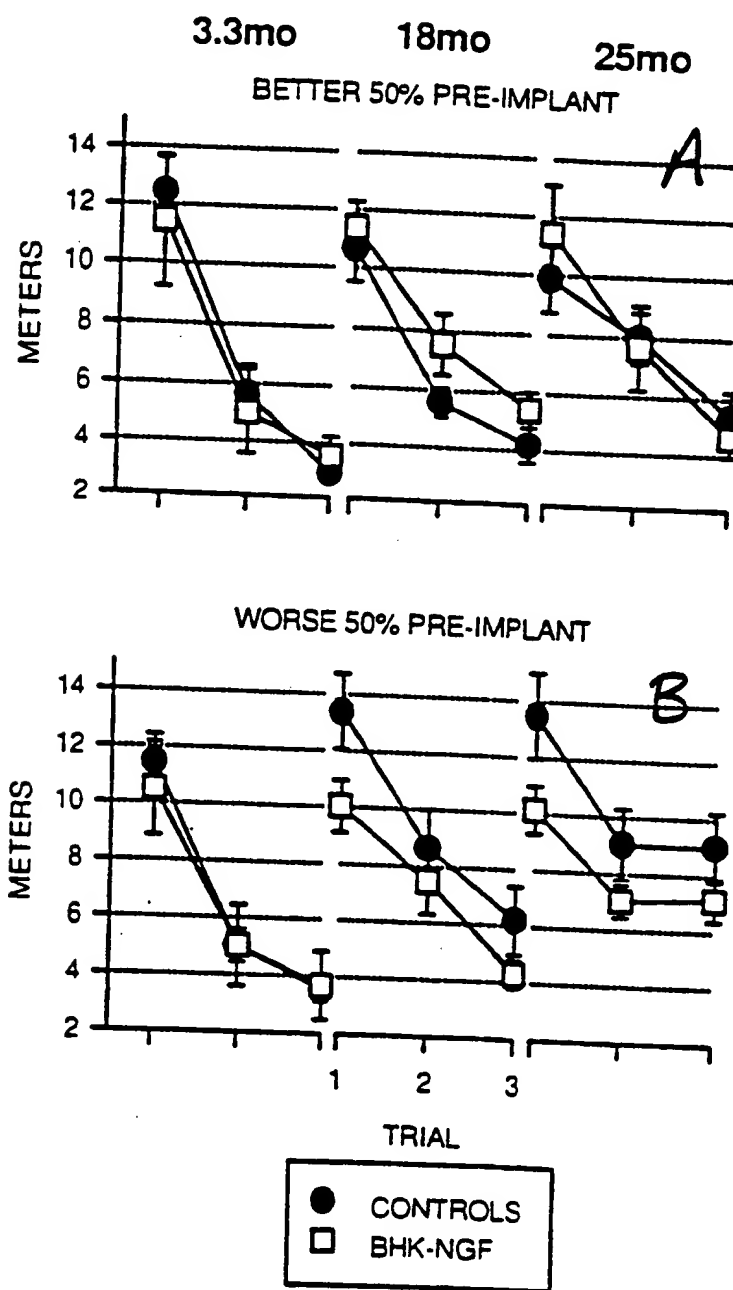 3.3mo 18mo 25mo
BETTER 50% PRE-IMPLANT
A
14
12
10
8
6
4
2
METERS
WORSE 50% PRE-IMPLANT
B
14
12
10
8
6
4
2
METERS
1 2 3
TRIAL
CONTROLS
BHK-NGF